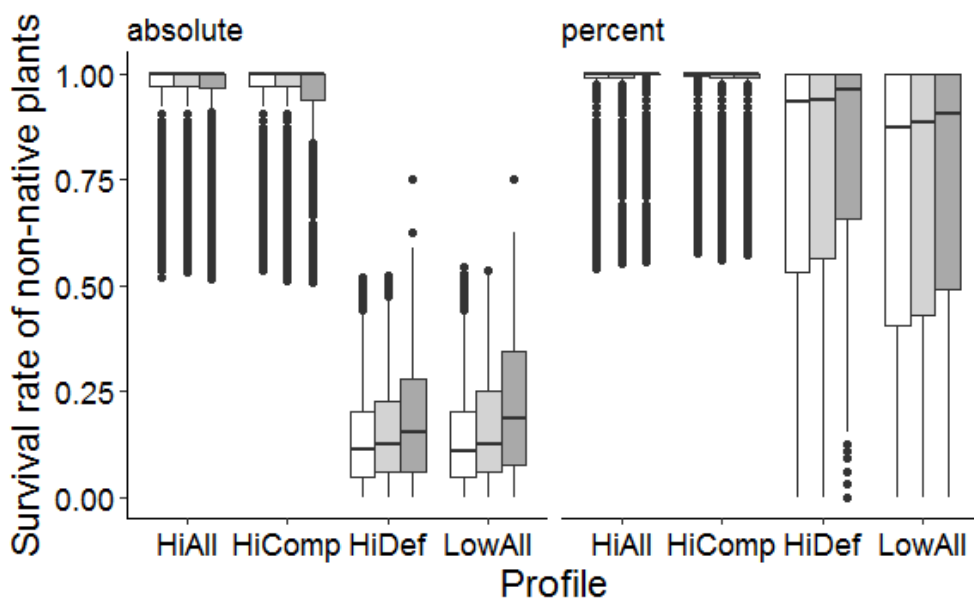 absolute
percent
Survival rate of non-native plants
1.00
0.75
0.50
0.25
0.00
HiAll HiComp HiDef LowAll
HiAll HiComp HiDef LowAll
Profile